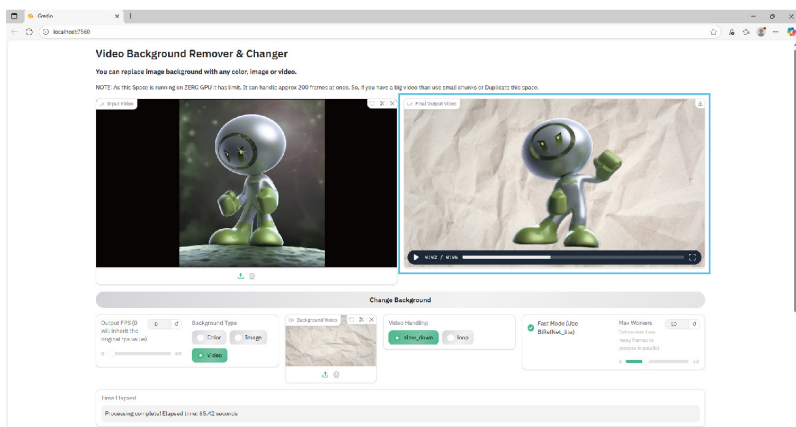 Gradio
localhost:7860
Video Background Remover & Changer
You can replace image background with any color, image or video.
NOTE: As this Space is running on ZERO GPU it has limit. It can handle approx 200 frames at once. So, if you have a big video than use small chunks or Duplicate this space.
Input Video
Final Output Video
Change Background
Output FPS (0 will inherit the original fps value)
0
Background Type
Color
Image
Video
Background Video
Video Handling
slow_down
loop
Fast Mode (Use BiRefNet_lite)
Max Workers
10
Time Elapsed
Processing complete! Elapsed time: 65.42 seconds